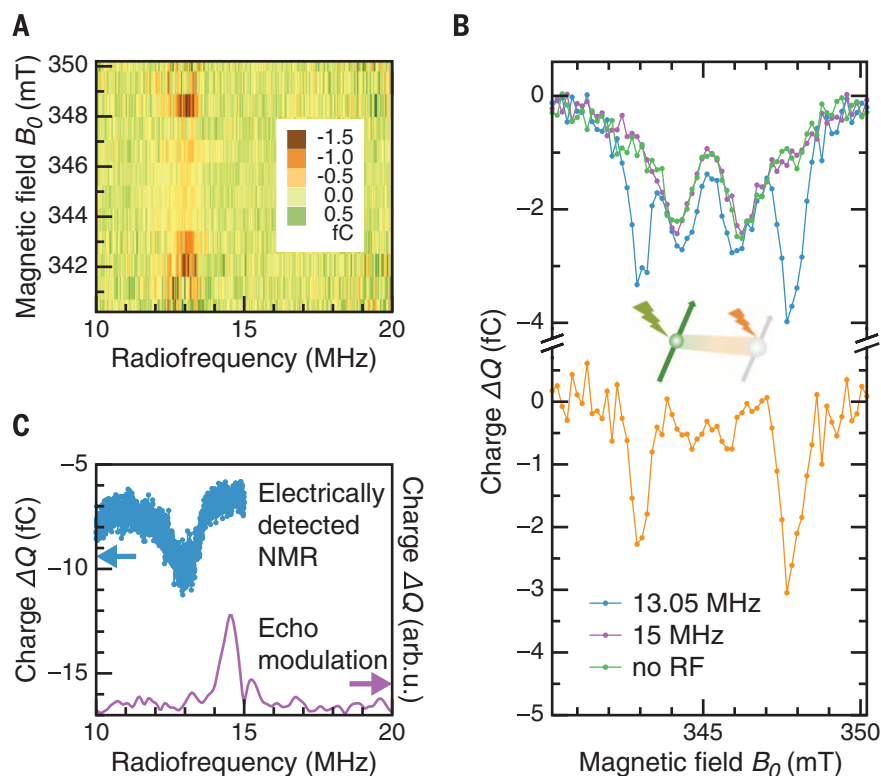 A
Magnetic field B0 (mT)
350
348
346
344
342
-1.5
-1.0
-0.5
0.0
0.5
fC
10
15
20
Radiofrequency (MHz)
B
Charge ΔQ (fC)
0
−2
−4
0
−1
−2
−3
−4
−5
13.05 MHz
15 MHz
no RF
345
350
Magnetic field B0 (mT)
C
Charge ΔQ (fC)
−5
−10
−15
Electrically
detected
NMR
Echo
modulation
Charge ΔQ (arb.u.)
10
15
20
Radiofrequency (MHz)